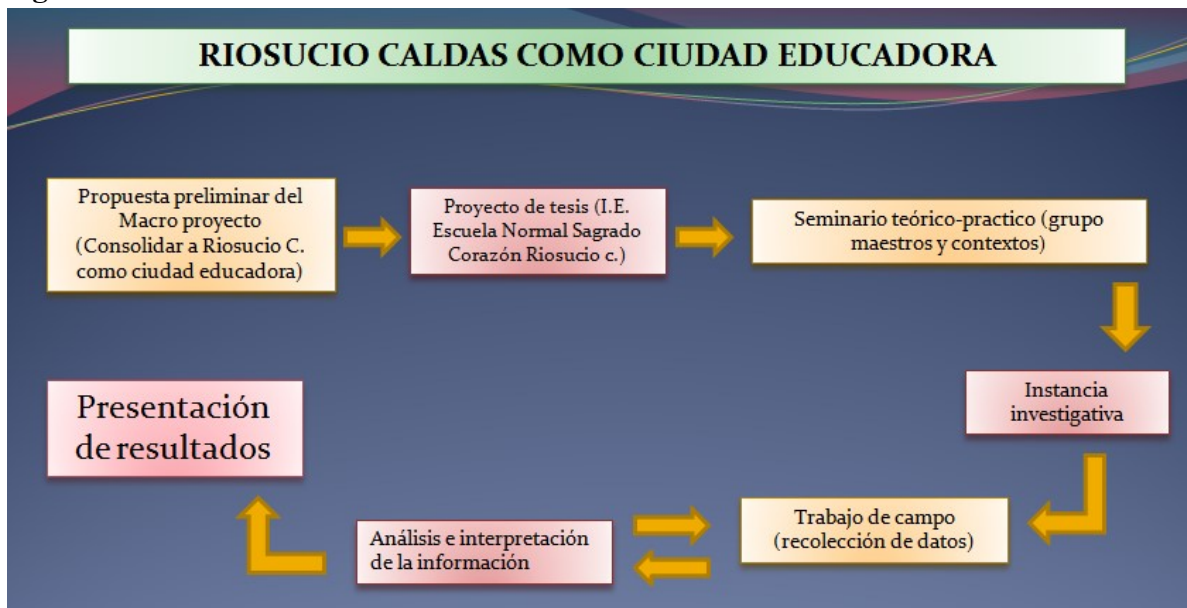 RIOSUCIO CALDAS COMO CIUDAD EDUCADORA
Propuesta preliminar del
Macro proyecto
(Consolidar a Riosucio C.
como ciudad educadora)
Proyecto de tesis (I.E.
Escuela Normal Sagrado
Corazón Riosucio c.)
Seminario teórico-practico (grupo
maestros y contextos)
Instancia
investigativa
Trabajo de campo
(recolección de datos)
Análisis e interpretación
de la información
Presentación
de resultados